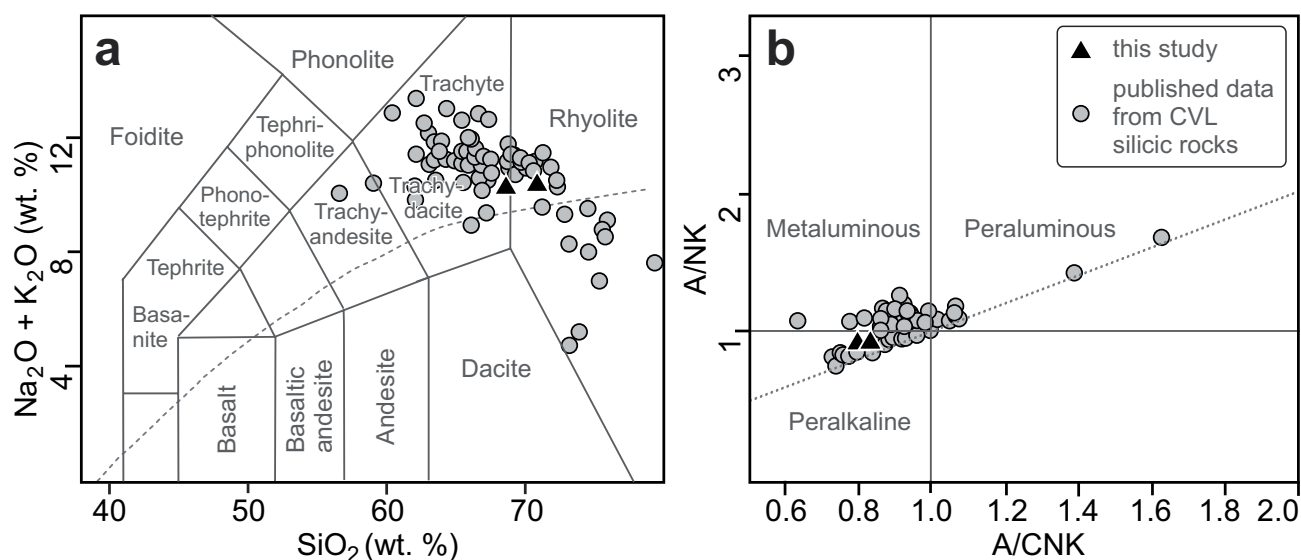 a
Phonolite
Trachyte
Foidite
Tephri-
phonolite
Rhyolite
Phono-
tephrite
Trachy-
dacite
Trachy-
andesite
Tephrite
Basa-
nite
Basalt
Basaltic
andesite
Andesite
Dacite
Na2O + K2O (wt. %)
12
8
4
40 50 60 70
SiO2 (wt. %)
b
this study
published data
from CVL
silicic rocks
Metaluminous
Peraluminous
Peralkaline
A/NK
3
2
1
0.6 0.8 1.0 1.2 1.4 1.6 1.8 2.0
A/CNK